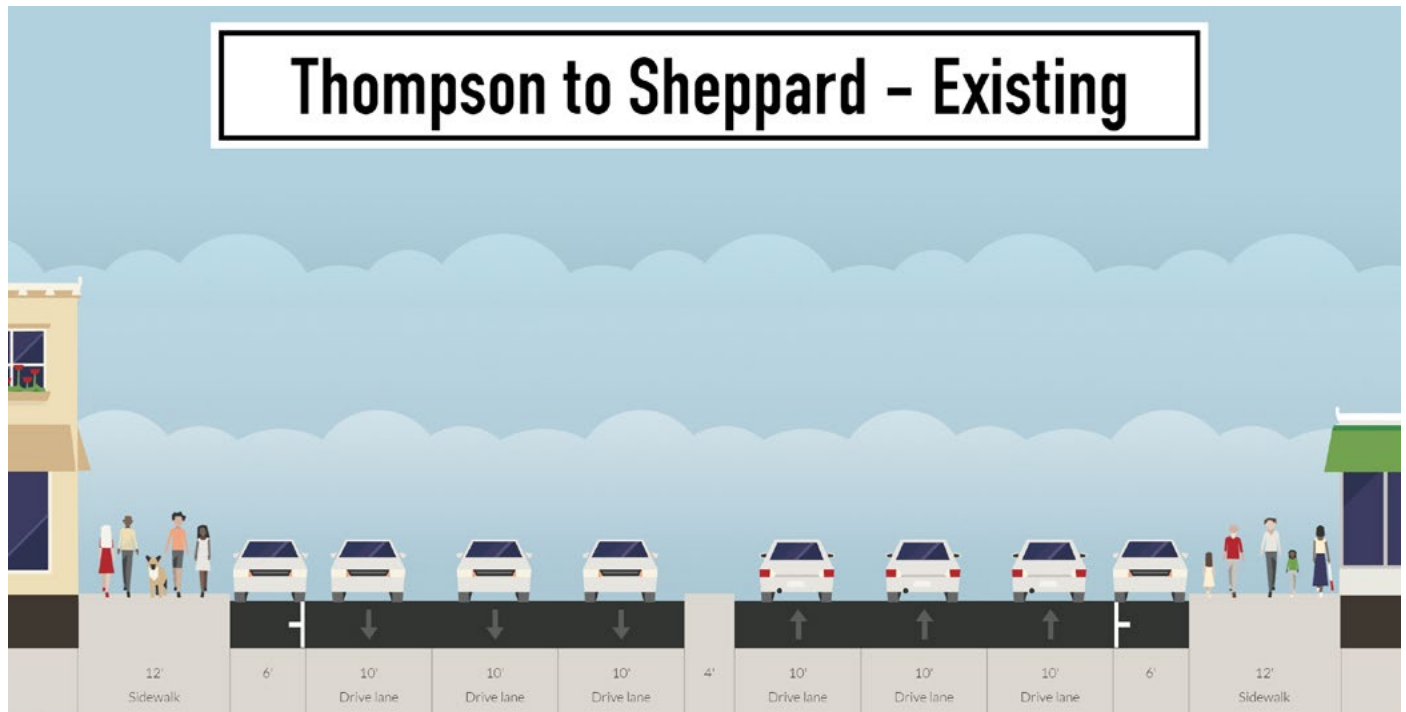 Thompson to Sheppard – Existing
12' 6' 10' 10' 10' 4' 10' 10' 10' 6' 12'
Sidewalk Drive lane Drive lane Drive lane Drive lane Drive lane Drive lane Sidewalk